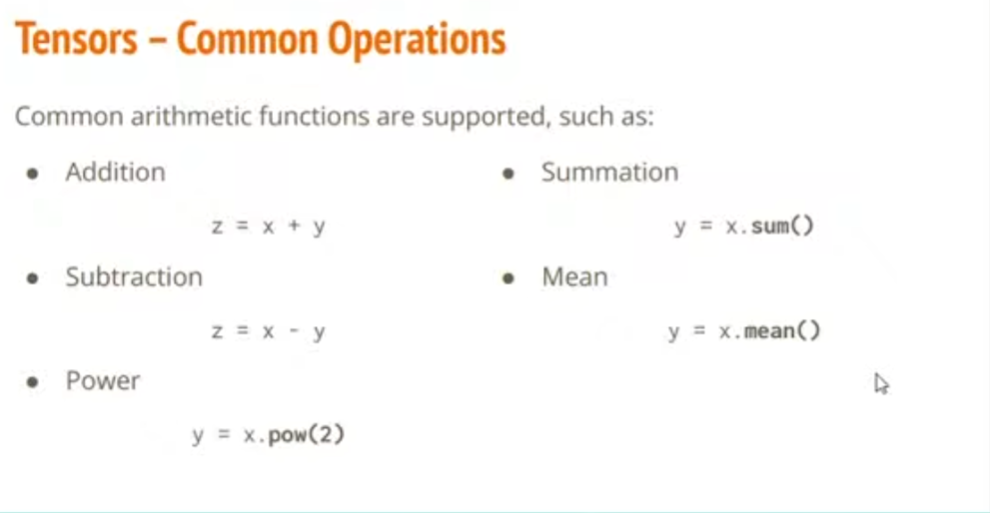 Tensors – Common Operations
Common arithmetic functions are supported, such as:
● Addition
z = x + y
● Subtraction
z = x - y
● Power
y = x.pow(2)
● Summation
y = x.sum()
● Mean
y = x.mean()